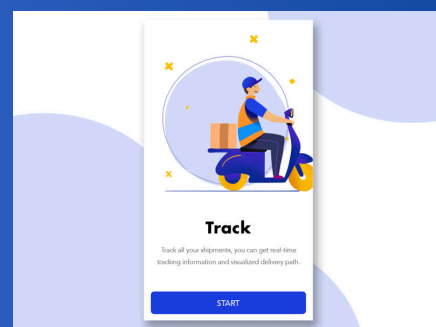 Track
Track all your shipments, you can get real-time
tracking information and visualized delivery path.
START